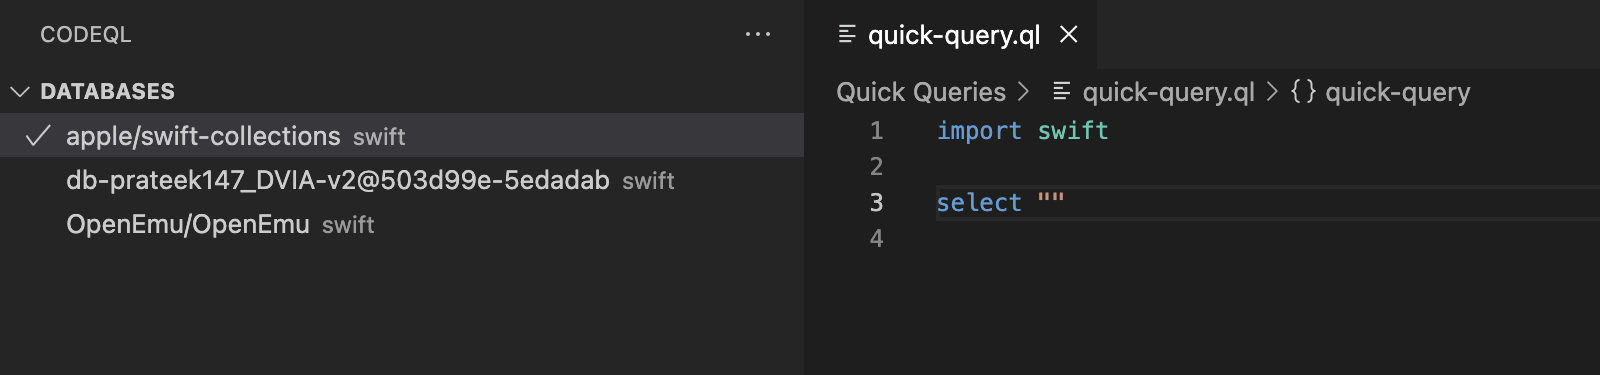 CODEQL
DATABASES
apple/swift-collections swift
db-prateek147_DVIA-v2@503d99e-5edadab swift
OpenEmu/OpenEmu swift
quick-query.ql
Quick Queries > quick-query.ql > {} quick-query
1 import swift
2
3 select ""
4